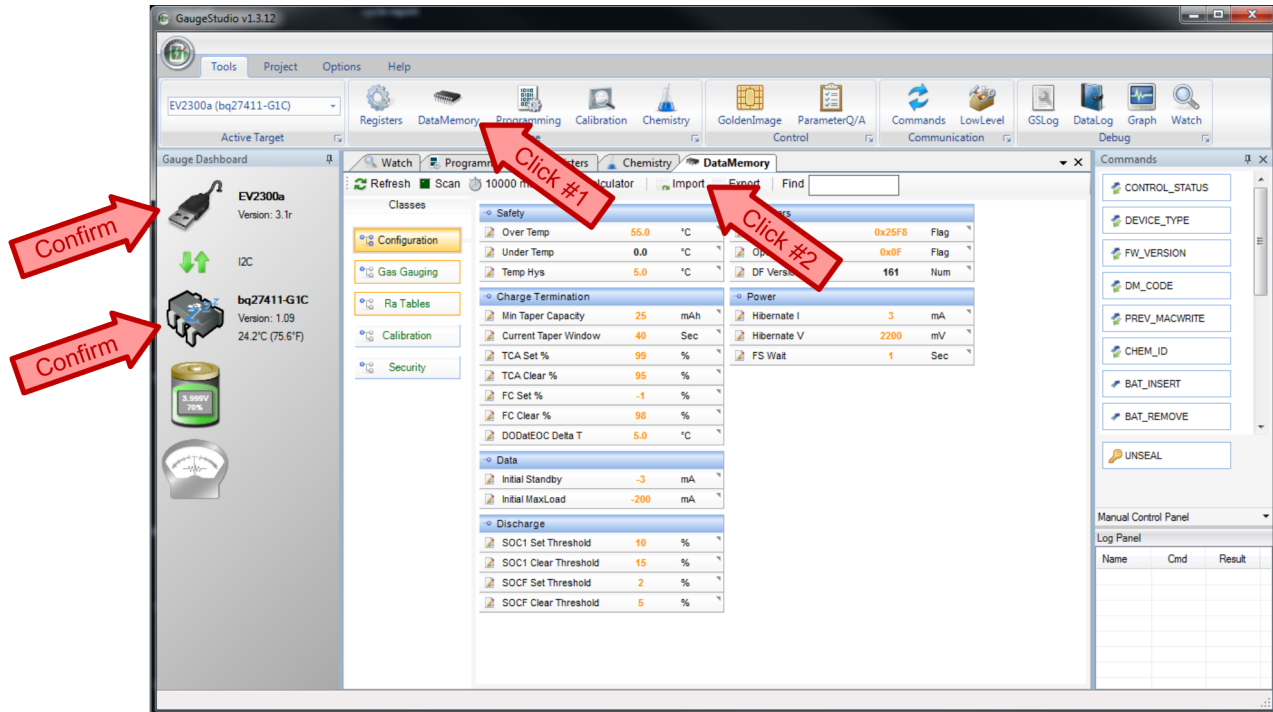 GaugeStudio v1.3.12
Tools Project Options Help
EV2300a (bq27411-G1C)
Active Target
Registers DataMemory Programming Calibration Chemistry
GoldenImage ParameterQ/A
Control
Commands LowLevel
Communication
GSLog DataLog Graph Watch
Debug
Gauge Dashboard
EV2300a
Version: 3.1r
I2C
bq27411-G1C
Version: 1.09
24.2°C (75.6°F)
3.999V
70%
Confirm
Confirm
Click #1
Click #2
Watch Chemistry DataMemory
Refresh Scan Import Export Find
Classes
Configuration
Gas Gauging
Ra Tables
Calibration
Security
Safety
Over Temp 55.0 °C
Under Temp 0.0 °C
Temp Hys 5.0 °C
Charge Termination
Min Taper Capacity 25 mAh
Current Taper Window 40 Sec
TCA Set % 99 %
TCA Clear % 95 %
FC Set % -1 %
FC Clear % 98 %
DODatEOC Delta T 5.0 °C
Data
Initial Standby -3 mA
Initial MaxLoad -200 mA
Discharge
SOC1 Set Threshold 10 %
SOC1 Clear Threshold 15 %
SOCF Set Threshold 2 %
SOCF Clear Threshold 5 %
0x25F8 Flag
0x0F Flag
DF 161 Num
Power
Hibernate I 3 mA
Hibernate V 2200 mV
FS Wait 1 Sec
Commands
CONTROL_STATUS
DEVICE_TYPE
FW_VERSION
DM_CODE
PREV_MACWRITE
CHEM_ID
BAT_INSERT
BAT_REMOVE
UNSEAL
Manual Control Panel
Log Panel
Name Cmd Result